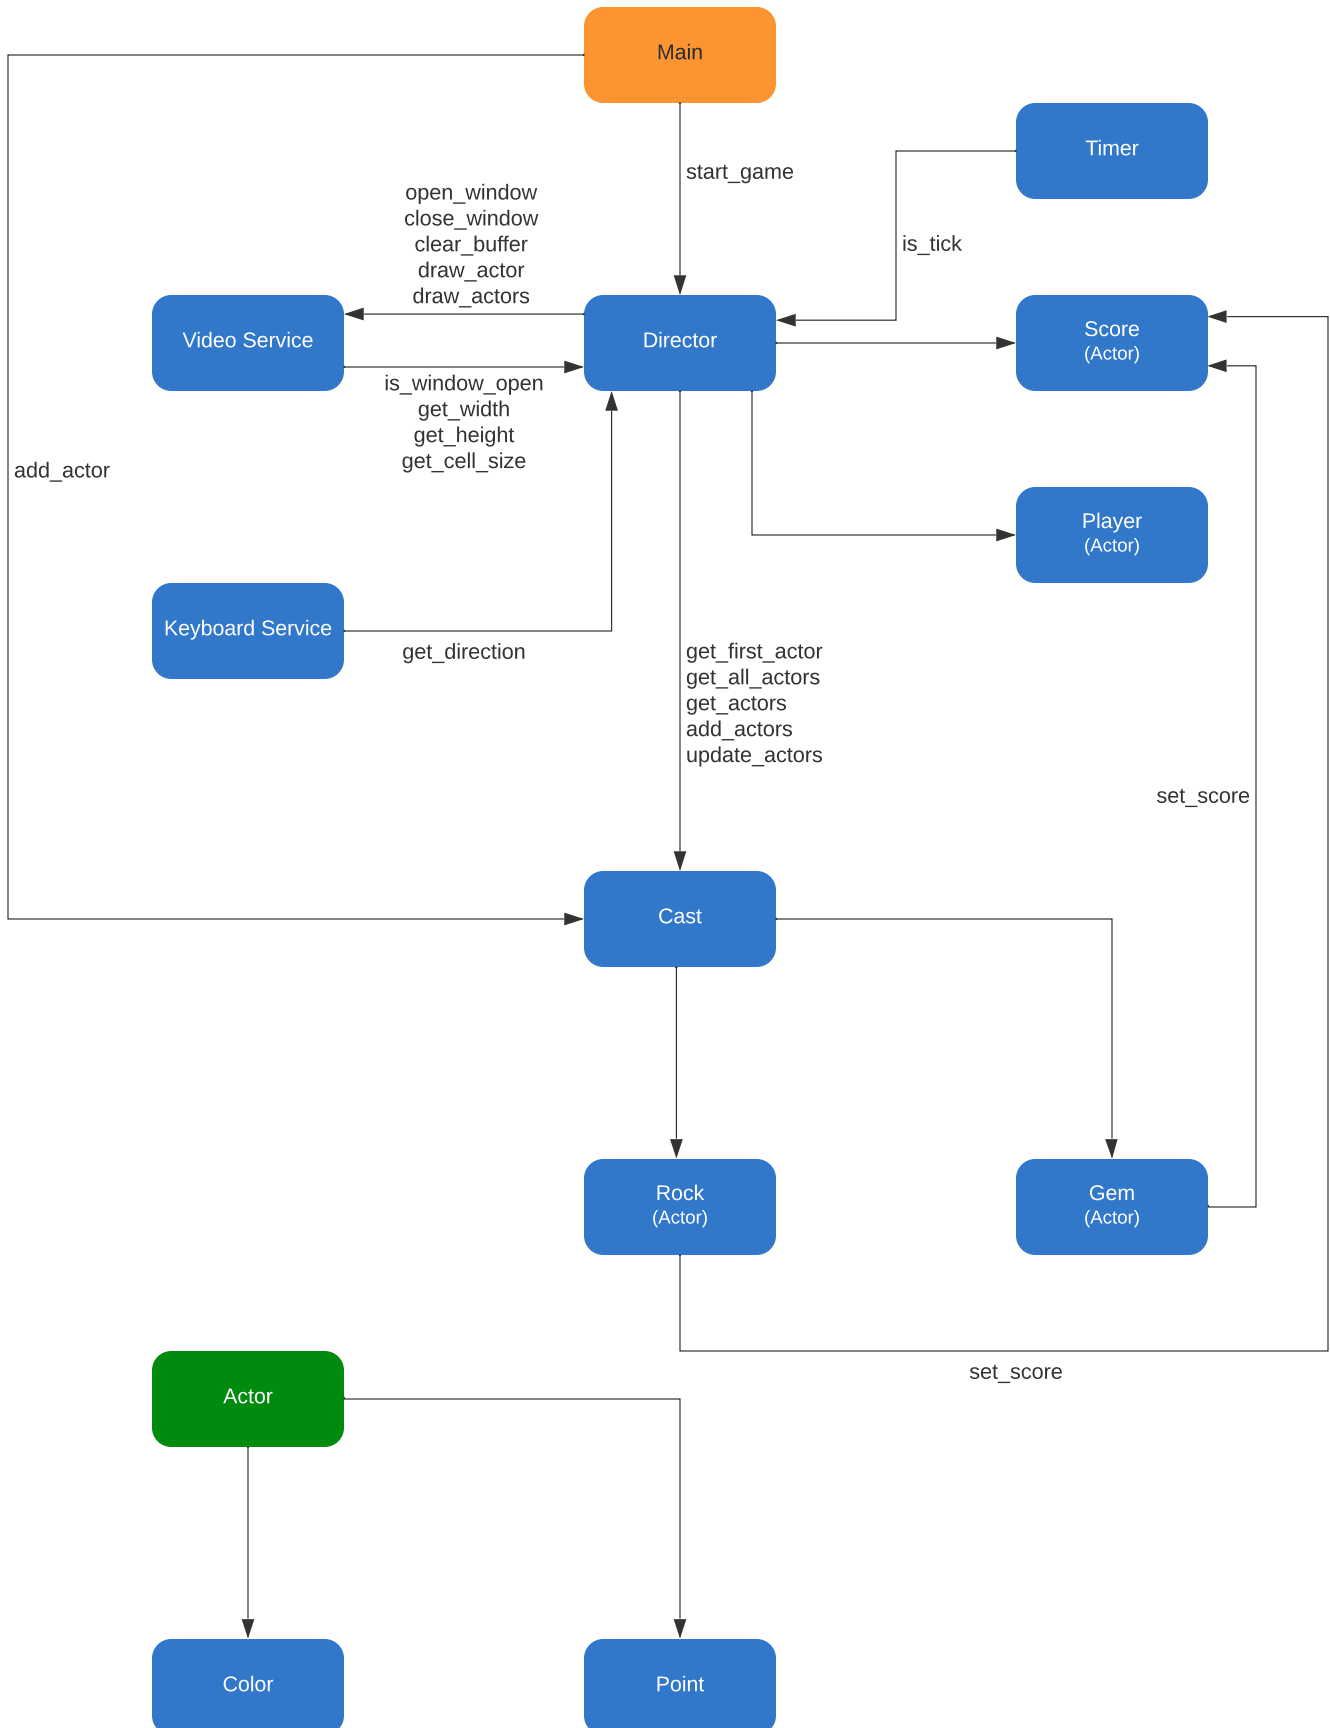 Main
Timer
start_game
open_window
close_window
clear_buffer
draw_actor
draw_actors
is_tick
Video Service
Director
Score
(Actor)
is_window_open
get_width
get_height
get_cell_size
add_actor
Player
(Actor)
Keyboard Service
get_direction
get_first_actor
get_all_actors
get_actors
add_actors
update_actors
set_score
Cast
Rock
(Actor)
Gem
(Actor)
set_score
Actor
Color
Point